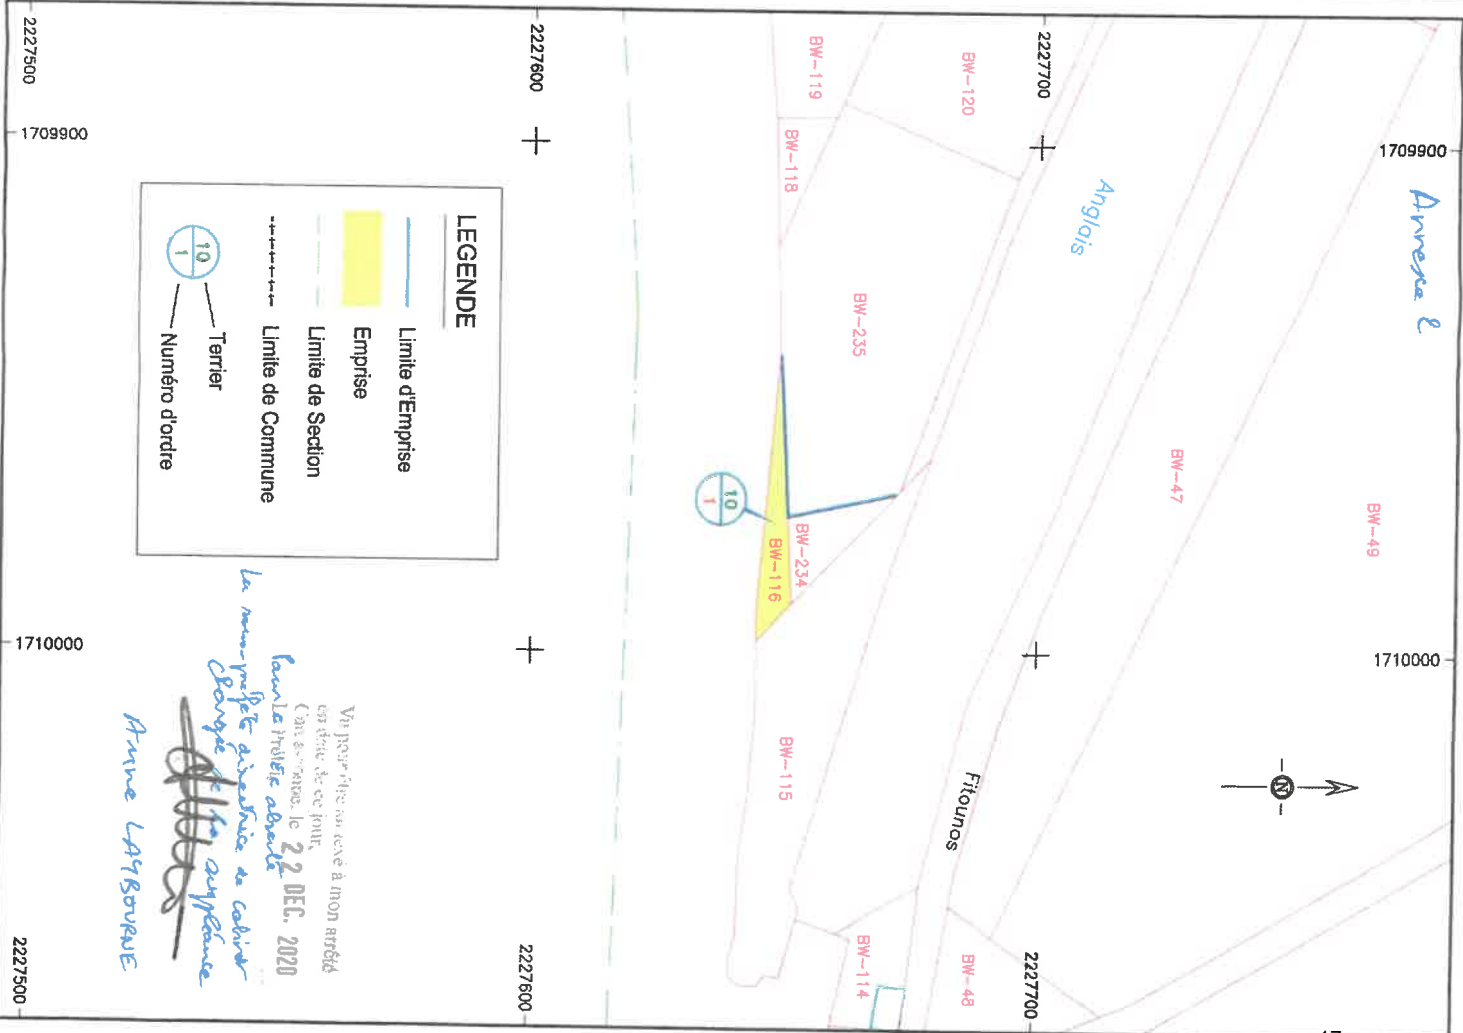 Annexe 2
2227500
2227600
2227700
1709900
1709900
BW-119
BW-120
BW-118
Anglais
BW-235
BW-47
BW-49
10
1
BW-234
BW-116
LEGENDE
Limite d'Emprise
Emprise
Limite de Section
Limite de Commune
10
1
Terrier
Numéro d'ordre
1710000
1710000
N
Fitounos
BW-115
BW-114
BW-48
Vu pour être annexé à mon arrêté
en date de ce jour,
le 22 DEC. 2020
Pour La Préfète absente
La sous-préfète directrice de cabinet
chargée de la suppléance
Anne LAYBOURNE
2227500
2227600
2227700